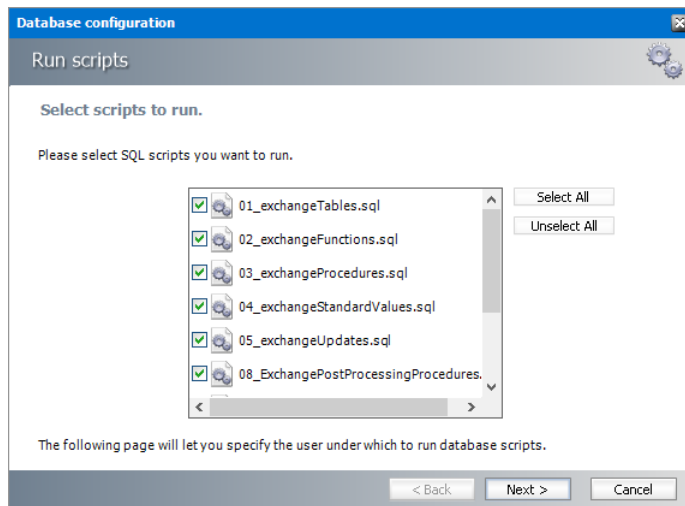 Database configuration
Run scripts
Select scripts to run.
Please select SQL scripts you want to run.
01_exchangeTables.sql
02_exchangeFunctions.sql
03_exchangeProcedures.sql
04_exchangeStandardValues.sql
05_exchangeUpdates.sql
08_ExchangePostProcessingProcedures.
Select All
Unselect All
The following page will let you specify the user under which to run database scripts.
< Back
Next >
Cancel